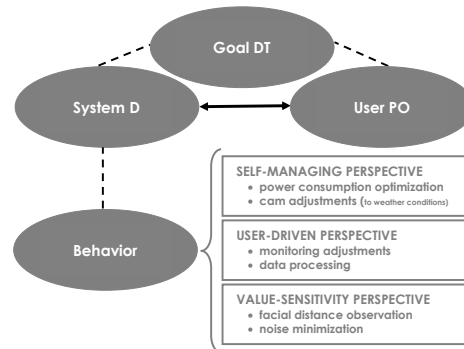 Goal DT
System D
User PO
Behavior
SELF-MANAGING PERSPECTIVE
• power consumption optimization
• cam adjustments (to weather conditions)
USER-DRIVEN PERSPECTIVE
• monitoring adjustments
• data processing
VALUE-SENSITIVITY PERSPECTIVE
• facial distance observation
• noise minimization